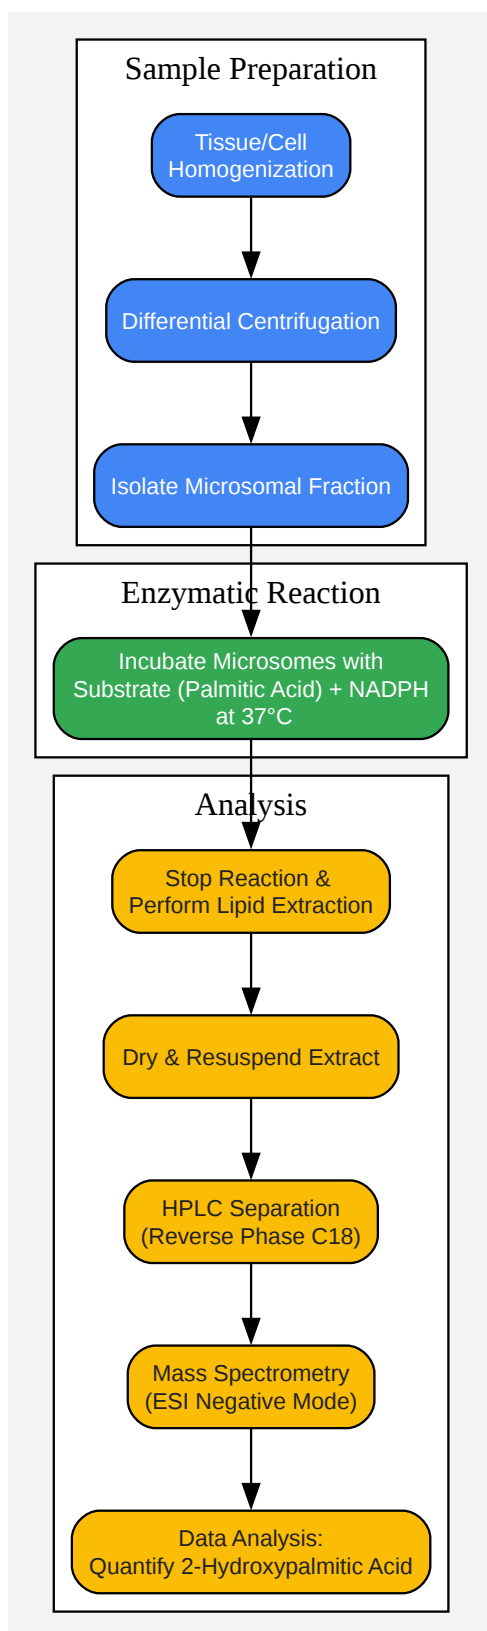 Sample Preparation
Tissue/Cell
Homogenization
Differential Centrifugation
Isolate Microsomal Fraction
Enzymatic Reaction
Incubate Microsomes with
Substrate (Palmitic Acid) + NADPH
at 37°C
Analysis
Stop Reaction &
Perform Lipid Extraction
Dry & Resuspend Extract
HPLC Separation
(Reverse Phase C18)
Mass Spectrometry
(ESI Negative Mode)
Data Analysis:
Quantify 2-Hydroxypalmitic Acid